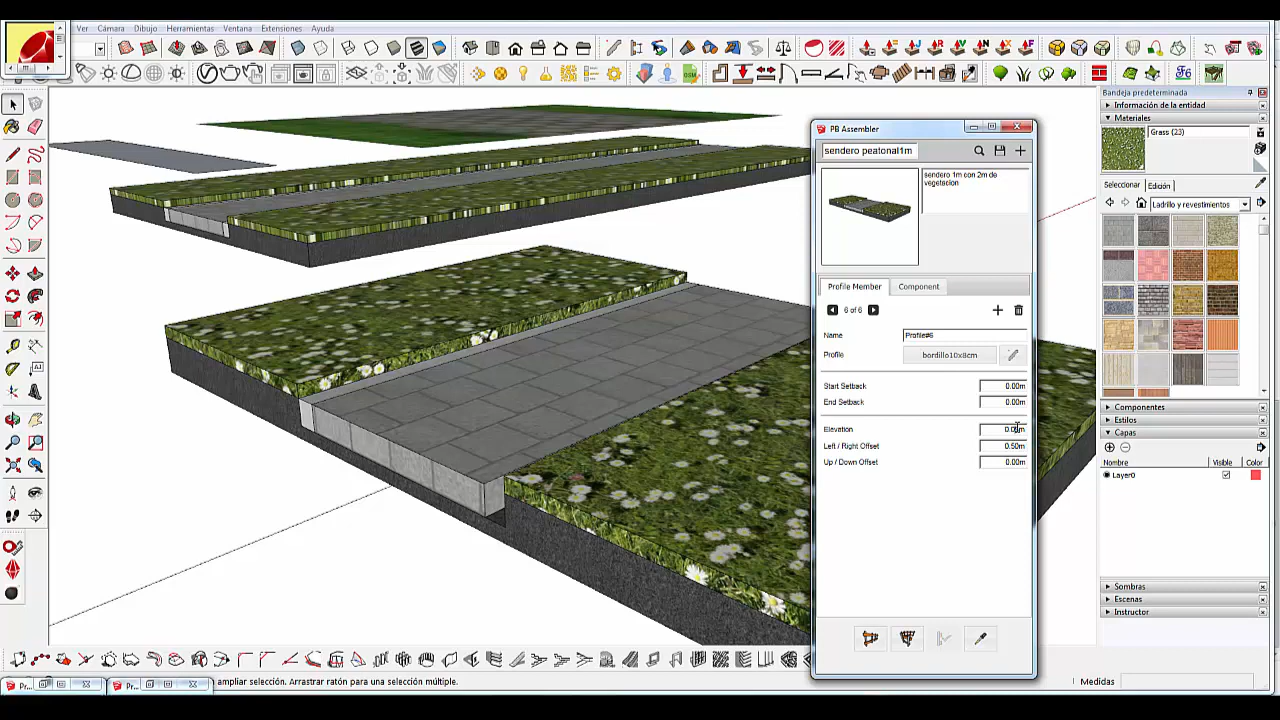 Ver Cámara Dibujo Herramientas Ventana Extensiones Ayuda
PB Assembler
sendero peatonal1m
sendero 1m con 2m de
vegetacion
Profile Member Component
6 of 6
Name Profile#6
Profile bordillo10x8cm
Start Setback 0.00m
End Setback 0.00m
Elevation
Left / Right Offset 0.50m
Up / Down Offset 0.00m
Bandeja predeterminada
Información de la entidad
Materiales
Grass (23)
Seleccionar Edición
Ladrillo y revestimientos
Componentes
Estilos
Capas
Nombre Visible Color
Layer0
Sombras
Escenas
Instructor
Pr... Pr...
ampliar selección. Arrastrar ratón para una selección múltiple.
Medidas